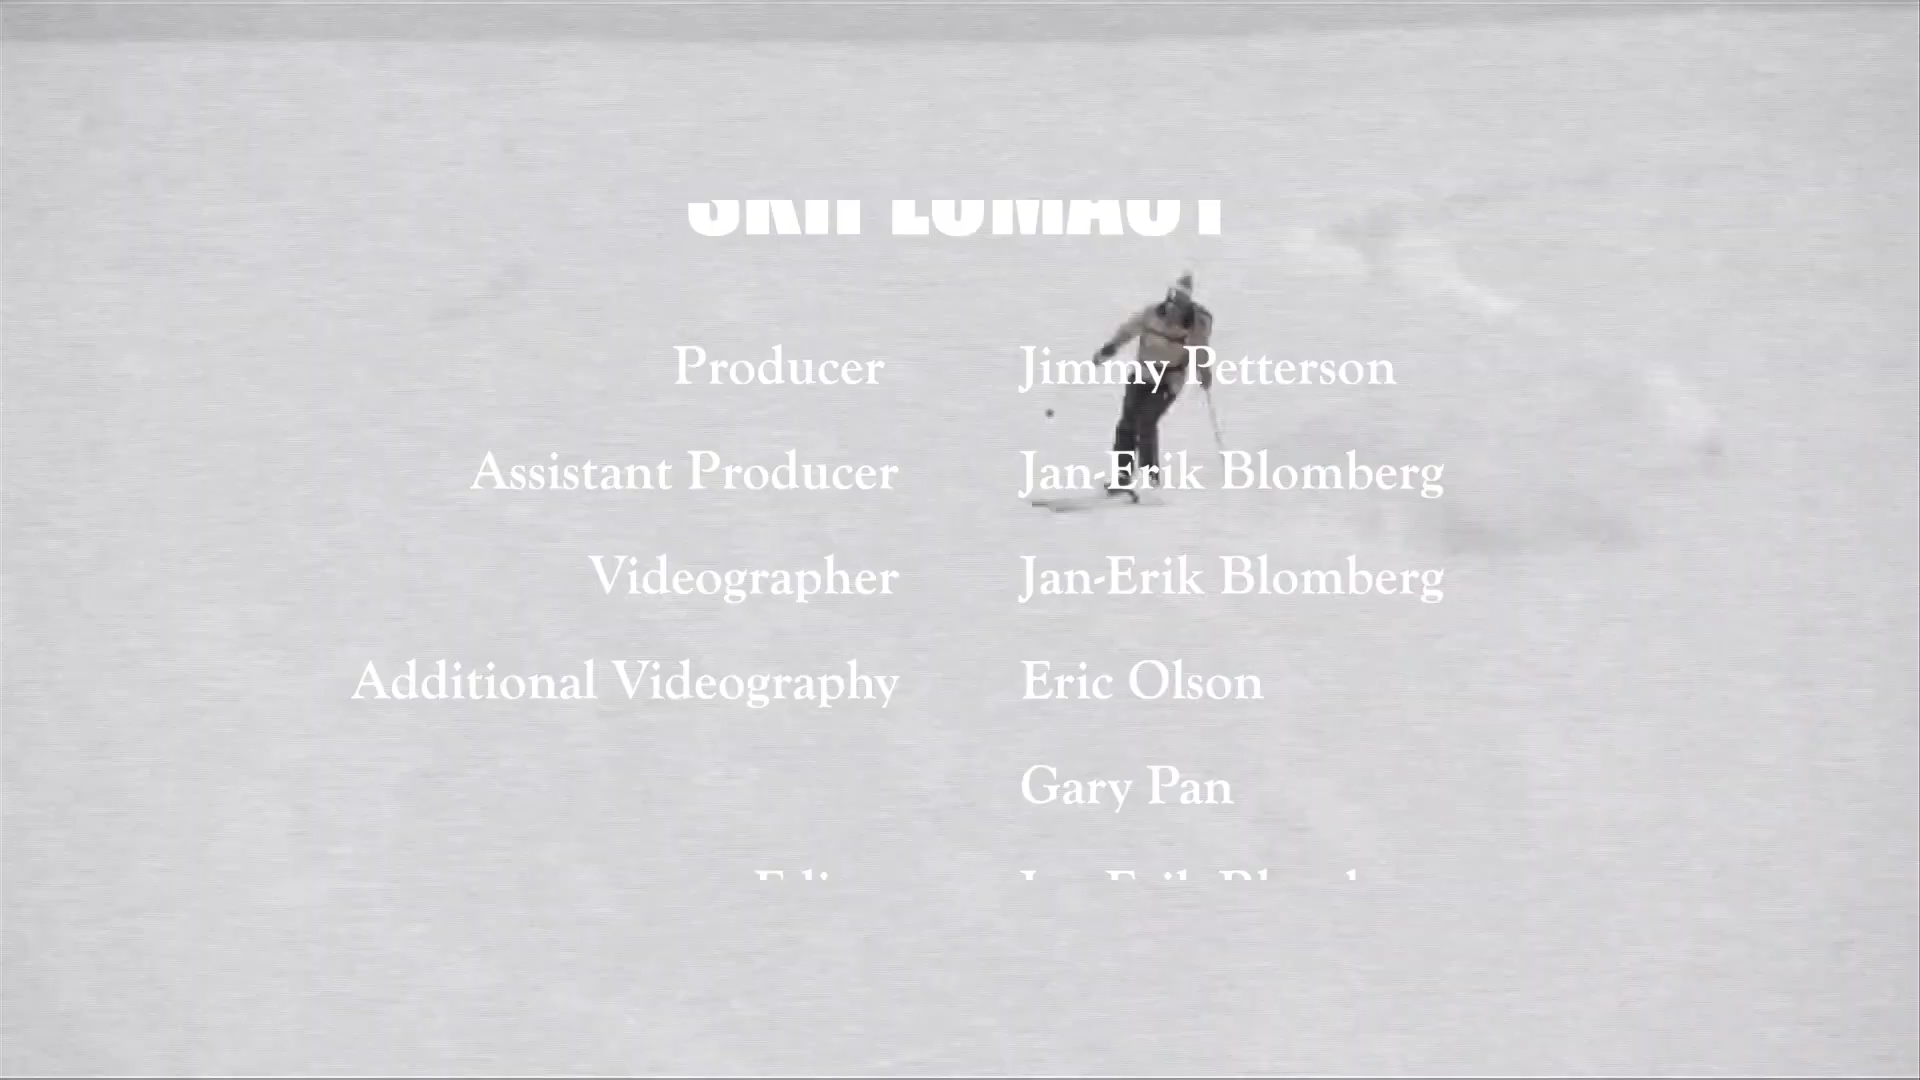 Producer Jimmy Petterson
Assistant Producer Jan-Erik Blomberg
Videographer Jan-Erik Blomberg
Additional Videography Eric Olson
Gary Pan